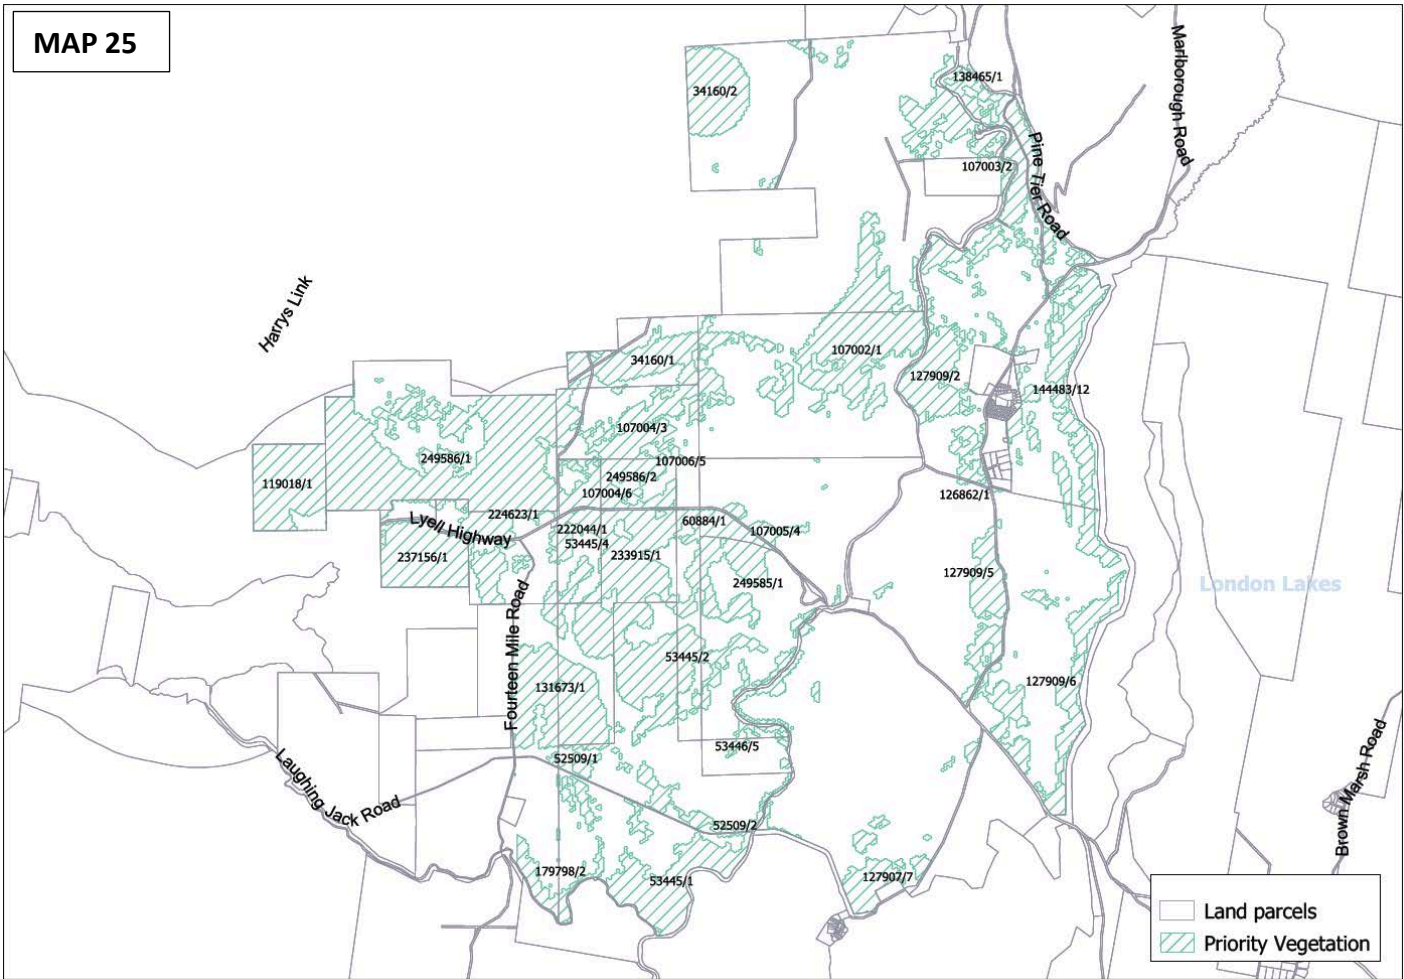 MAP 25
Marlborough Road
138465/1
34160/2
Pine Tier Road
107003/2
Harrys Link
107002/1
34160/1
127909/2
144483/12
107004/3
249586/1
107006/5
119018/1
249586/2
107004/6
126862/1
224623/1
Lyell Highway
222044/1
60884/1
107005/4
53445/4
237156/1
233915/1
127909/5
249585/1
London Lakes
Fourteen Mile Road
53445/2
131673/1
127909/6
53446/5
52509/1
Laughing Jack Road
Brown Marsh Road
52509/2
179798/2
53445/1
127907/7
Land parcels
Priority Vegetation